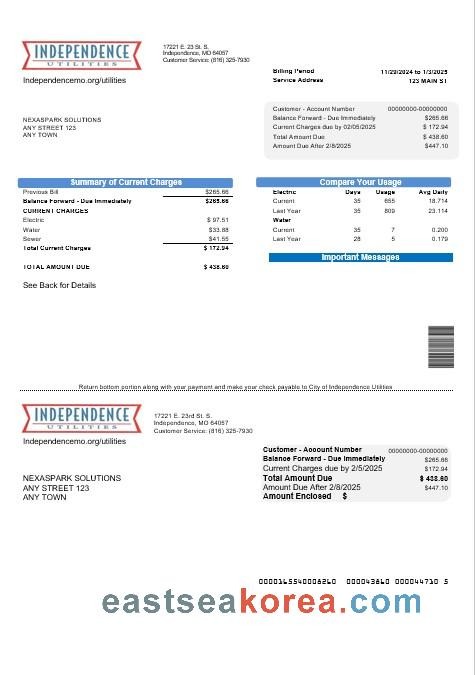 INDEPENDENCE
UTILITIES
Independencemo.org/utilities
17221 E. 23 St. S.
Independence, MO 64057
Customer Service: (816) 325-7930
Billing Period 11/29/2024 to 1/3/2025
Service Address 123 MAIN ST
NEXASPARK SOLUTIONS
ANY STREET 123
ANY TOWN
Customer - Account Number 00000000-00000000
Balance Forward - Due Immediately $265.66
Current Charges due by 02/05/2025 $ 172.94
Total Amount Due $ 438.60
Amount Due After 2/8/2025 $447.10
Summary of Current Charges
Previous Bill $265.66
Balance Forward - Due Immediately $265.66
CURRENT CHARGES
Electric $ 97.51
Water $33.88
Sewer $41.55
Total Current Charges $ 172.94
TOTAL AMOUNT DUE $ 438.60
See Back for Details
Compare Your Usage
Electric Days Usage Avg Daily
Current 35 655 18.714
Last Year 35 809 23.114
Water
Current 35 7 0.200
Last Year 28 5 0.179
Important Messages
Return bottom portion along with your payment and make your check payable to City of Independence Utilities
INDEPENDENCE
UTILITIES
Independencemo.org/utilities
17221 E. 23rd St. S.
Independence, MO 64057
Customer Service: (816) 325-7930
NEXASPARK SOLUTIONS
ANY STREET 123
ANY TOWN
Customer - Account Number 00000000-00000000
Balance Forward - Due Immediately $265.66
Current Charges due by 2/5/2025 $172.94
Total Amount Due $ 438.60
Amount Due After 2/8/2025 $447.10
Amount Enclosed $
0000165540008260 000043860 000044710 5
eastseakorea.com